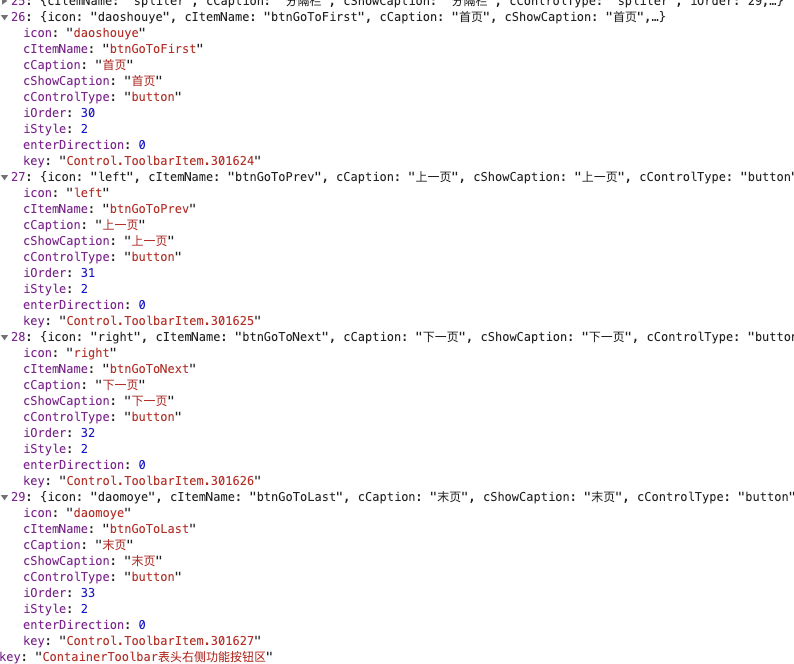 25: {cItemName: "spliter", cCaption: "分隔栏", cShowCaption: "分隔栏", cControlType: "spliter", iOrder: 29,…}
26: {icon: "daoshouye", cItemName: "btnGoToFirst", cCaption: "首页", cShowCaption: "首页",…}
icon: "daoshouye"
cItemName: "btnGoToFirst"
cCaption: "首页"
cShowCaption: "首页"
cControlType: "button"
iOrder: 30
iStyle: 2
enterDirection: 0
key: "Control.ToolbarItem.301624"
27: {icon: "left", cItemName: "btnGoToPrev", cCaption: "上一页", cShowCaption: "上一页", cControlType: "button"
icon: "left"
cItemName: "btnGoToPrev"
cCaption: "上一页"
cShowCaption: "上一页"
cControlType: "button"
iOrder: 31
iStyle: 2
enterDirection: 0
key: "Control.ToolbarItem.301625"
28: {icon: "right", cItemName: "btnGoToNext", cCaption: "下一页", cShowCaption: "下一页", cControlType: "button
icon: "right"
cItemName: "btnGoToNext"
cCaption: "下一页"
cShowCaption: "下一页"
cControlType: "button"
iOrder: 32
iStyle: 2
enterDirection: 0
key: "Control.ToolbarItem.301626"
29: {icon: "daomoye", cItemName: "btnGoToLast", cCaption: "末页", cShowCaption: "末页", cControlType: "button"
icon: "daomoye"
cItemName: "btnGoToLast"
cCaption: "末页"
cShowCaption: "末页"
cControlType: "button"
iOrder: 33
iStyle: 2
enterDirection: 0
key: "Control.ToolbarItem.301627"
key: "ContainerToolbar表头右侧功能按钮区"